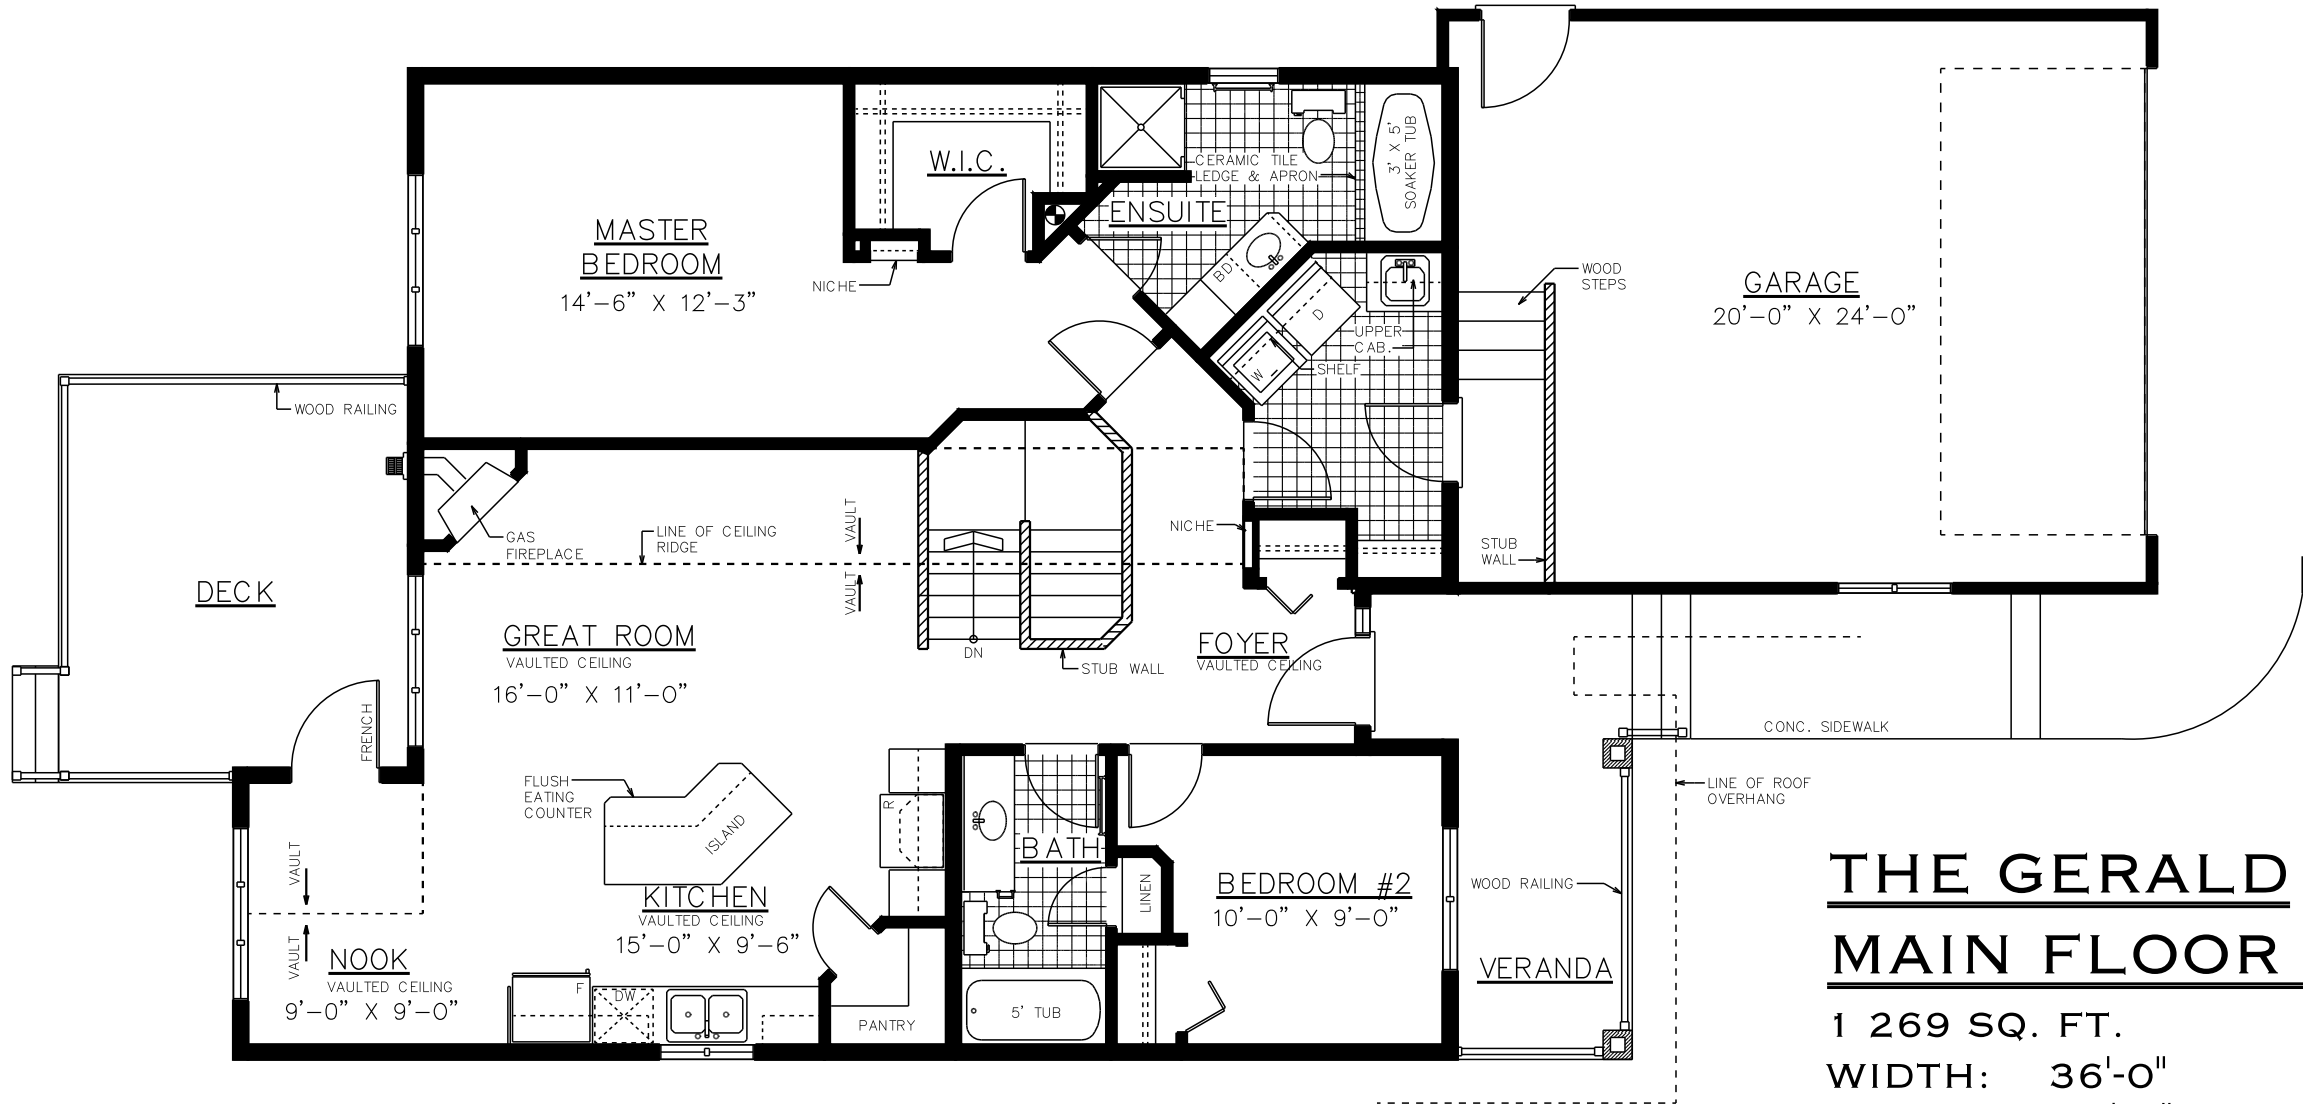 W.I.C.
CERAMIC TILE
LEDGE & APRON
3' X 5'
SOAKER TUB
MASTER
BEDROOM
14'-6" X 12'-3"
NICHE
ENSUITE
BD
WOOD
STEPS
GARAGE
20'-0" X 24'-0"
D
UPPER
CAB.
W
SHELF
WOOD RAILING
GAS
FIREPLACE
LINE OF CEILING
RIDGE
VAULT
VAULT
NICHE
STUB
WALL
DECK
GREAT ROOM
VAULTED CEILING
16'-0" X 11'-0"
DN
STUB WALL
FOYER
VAULTED CEILING
FRENCH
CONC. SIDEWALK
FLUSH
EATING
COUNTER
ISLAND
R
LINE OF ROOF
OVERHANG
BATH
LINEN
BEDROOM #2
10'-0" X 9'-0"
WOOD RAILING
KITCHEN
VAULTED CEILING
15'-0" X 9'-6"
VAULT
VAULT
NOOK
VAULTED CEILING
9'-0" X 9'-0"
F
DW
PANTRY
5' TUB
VERANDA
THE GERALD
MAIN FLOOR
1 269 SQ. FT.
WIDTH: 36'-0"